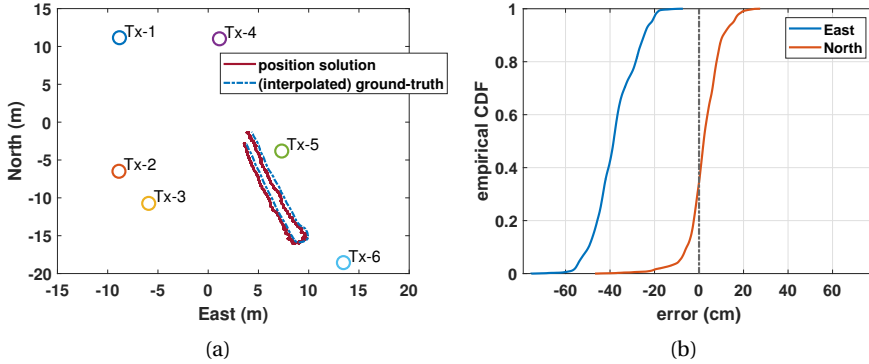 15
10
5
0
-5
-10
-15
-20
North (m)
Tx-1
Tx-4
position solution
(interpolated) ground-truth
Tx-5
Tx-2
Tx-3
Tx-6
-15
-10
-5
0
5
10
15
20
East (m)
(a)
1
0.8
0.6
0.4
0.2
0
empirical CDF
East
North
-60
-40
-20
0
20
40
60
error (cm)
(b)